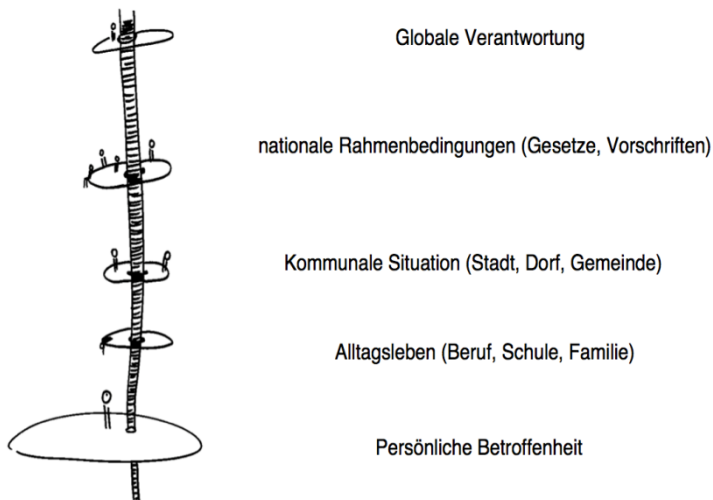 Globale Verantwortung
nationale Rahmenbedingungen (Gesetze, Vorschriften)
Kommunale Situation (Stadt, Dorf, Gemeinde)
Alltagsleben (Beruf, Schule, Familie)
Persönliche Betroffenheit